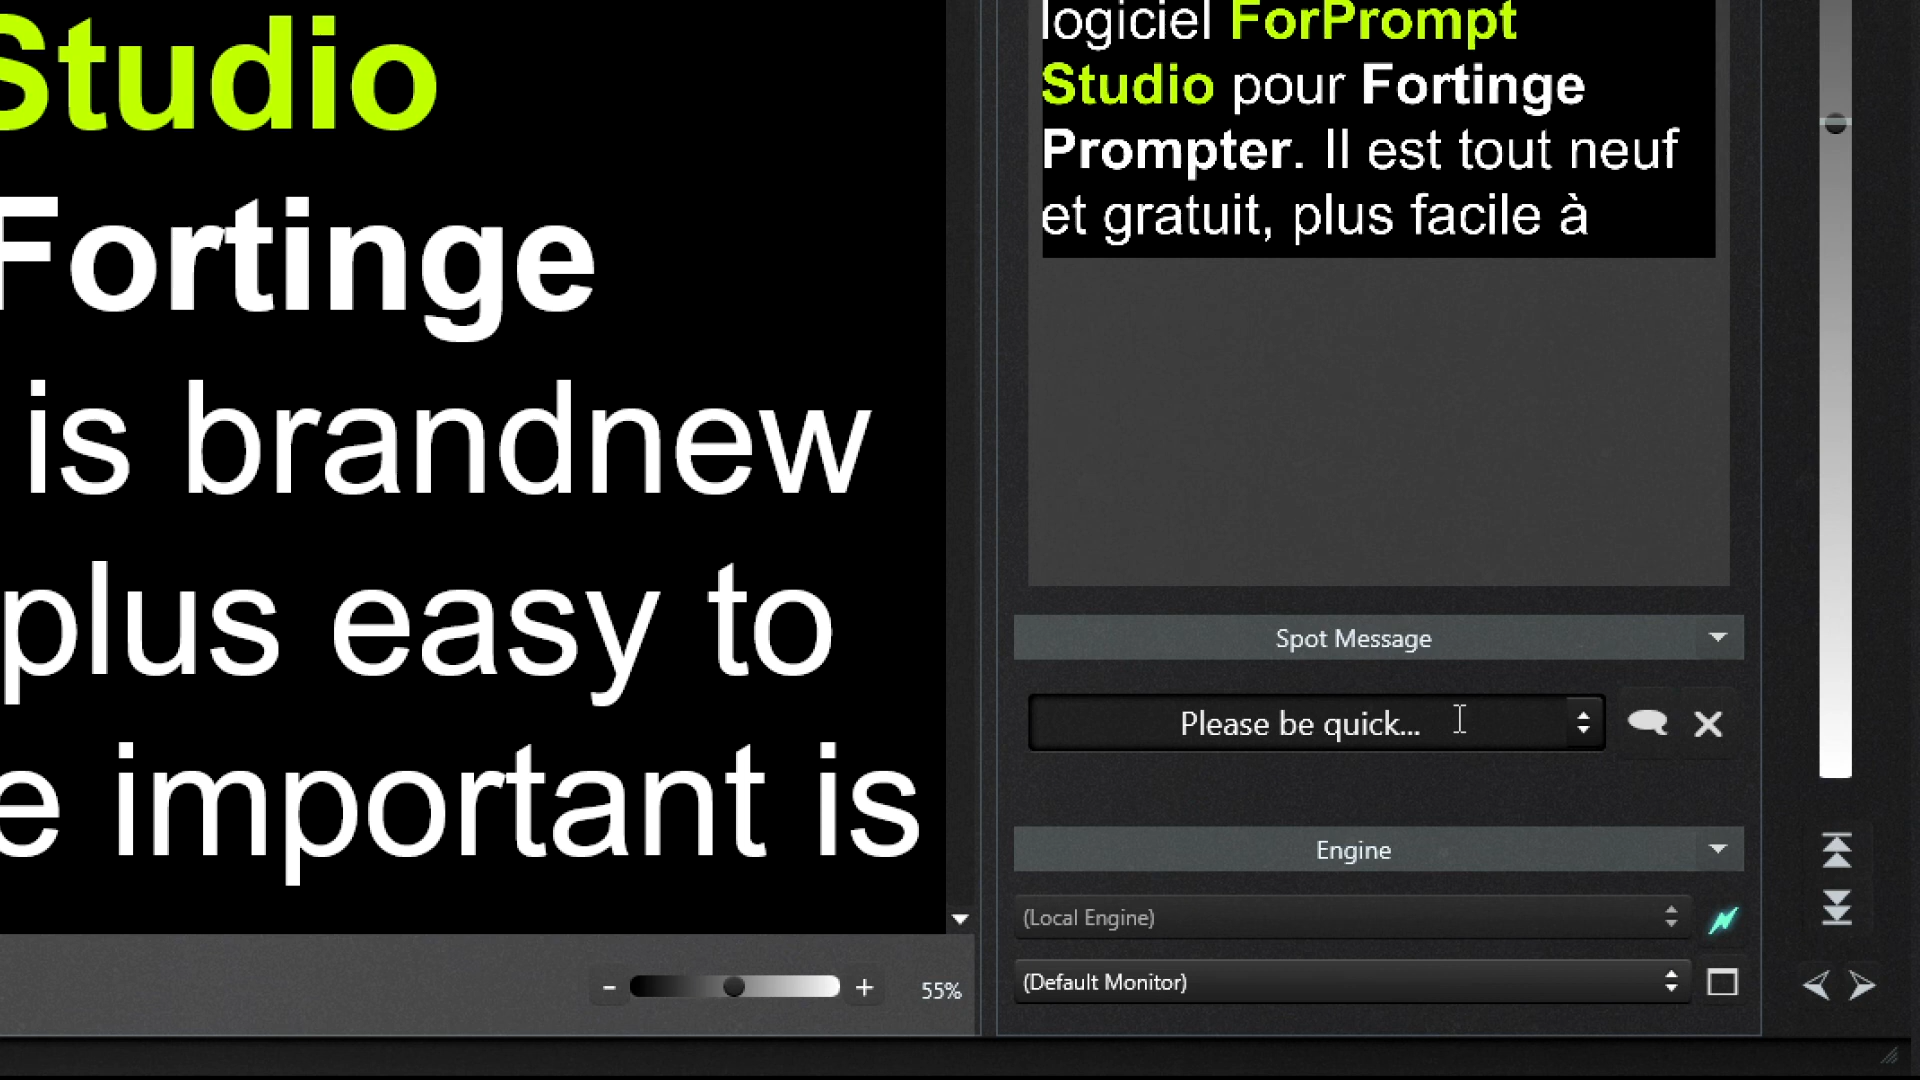 Studio
Fortinge
is brandnew
plus easy to
e important is
- + 55%
logiciel ForPrompt
Studio pour Fortinge
Prompter. Il est tout neuf
et gratuit, plus facile à
Spot Message
Please be quick...
Engine
(Local Engine)
(Default Monitor)